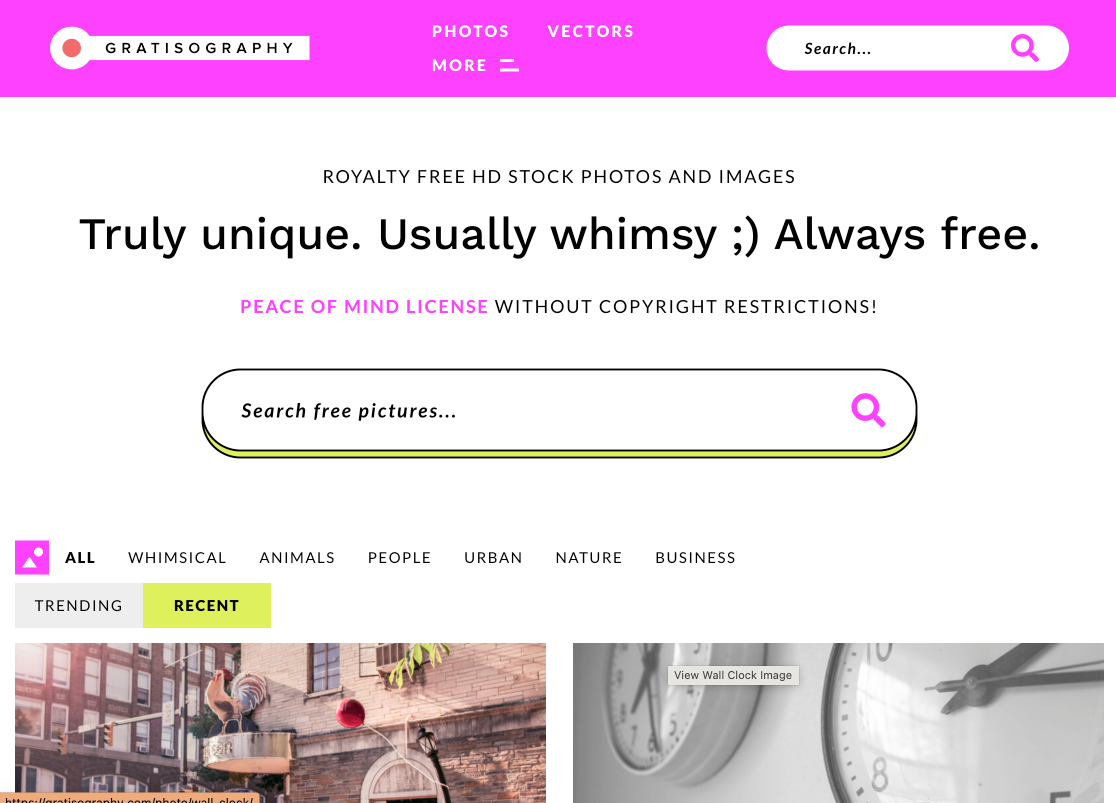 GRATISOGRAPHY
PHOTOS VECTORS
MORE
Search...
ROYALTY FREE HD STOCK PHOTOS AND IMAGES
Truly unique. Usually whimsy ;) Always free.
PEACE OF MIND LICENSE WITHOUT COPYRIGHT RESTRICTIONS!
Search free pictures...
ALL WHIMSICAL ANIMALS PEOPLE URBAN NATURE BUSINESS
TRENDING RECENT
View Wall Clock Image
8
https://gratisography.com/photo/wall-clock/